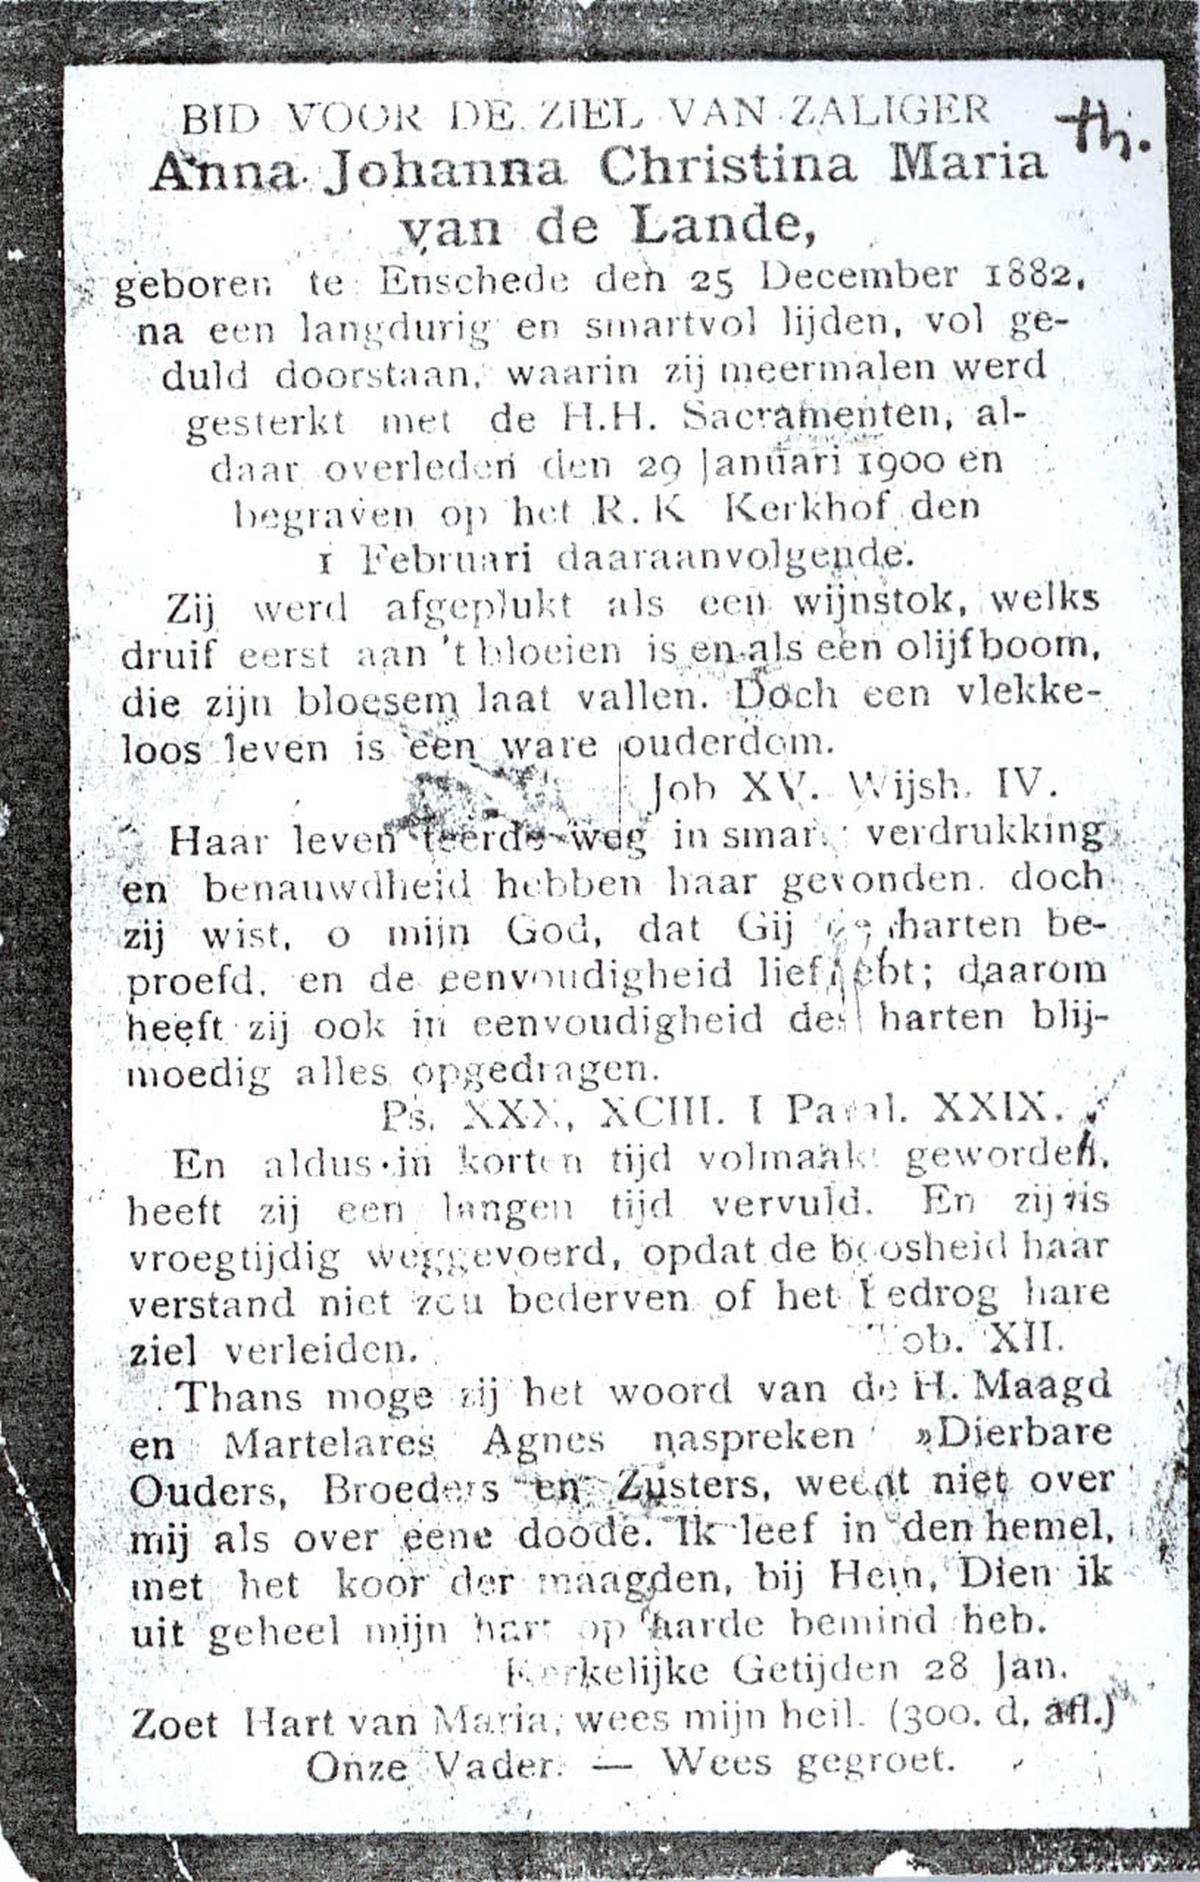 BID VOOR DE ZIEL VAN ZALIGER
th.
Anna Johanna Christina Maria
van de Lande,
geboren te Enschede den 25 December 1882,
na een langdurig en smartvol lijden, vol ge-
duld doorstaan, waarin zij meermalen werd
gesterkt met de H.H. Sacramenten, al-
daar overleden den 29 Januari 1900 en
begraven op het R.K Kerkhof den
1 Februari daaraanvolgende.
Zij werd afgeplukt als een wijnstok, welks
druif eerst aan 't bloeien is en als een olijfboom,
die zijn bloesem laat vallen. Doch een vlekke-
loos leven is een ware ouderdom.
Job XV. Wijsh. IV.
Haar leven teerde weg in smart verdrukking
en benauwdheid hebben haar gevonden. doch
zij wist, o mijn God, dat Gij de harten be-
proefd, en de eenvoudigheid lief hebt; daarom
heeft zij ook in eenvoudigheid des harten blij-
moedig alles opgedragen.
Ps. XXX, XCIII. I Paral. XXIX.
En aldus in korten tijd volmaakt geworden,
heeft zij een langen tijd vervuld. En zij is
vroegtijdig weggevoerd, opdat de boosheid haar
verstand niet zou bederven of het bedrog hare
ziel verleiden. Tob. XII.
Thans moge zij het woord van de H. Maagd
en Martelares Agnes naspreken »Dierbare
Ouders, Broeders en Zusters, weent niet over
mij als over eene doode. Ik leef in den hemel,
met het koor der maagden, bij Hem, Dien ik
uit geheel mijn hart op aarde bemind heb.
Kerkelijke Getijden 28 Jan.
Zoet Hart van Maria, wees mijn heil. (300. d. afl.)
Onze Vader. — Wees gegroet.